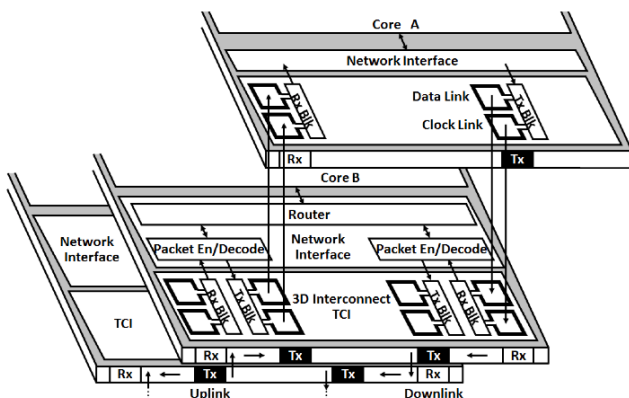 Core A
Network Interface
Rx Blk
Data Link
Tx Blk
Clock Link
Rx
Tx
Core B
Router
Network
Interface
Packet En/Decode
Network
Interface
Packet En/Decode
TCI
Rx Blk
Tx Blk
3D Interconnect
TCI
Tx Blk
Rx Blk
Rx
Tx
Tx
Rx
Rx
Tx
Tx
Rx
Uplink
Downlink